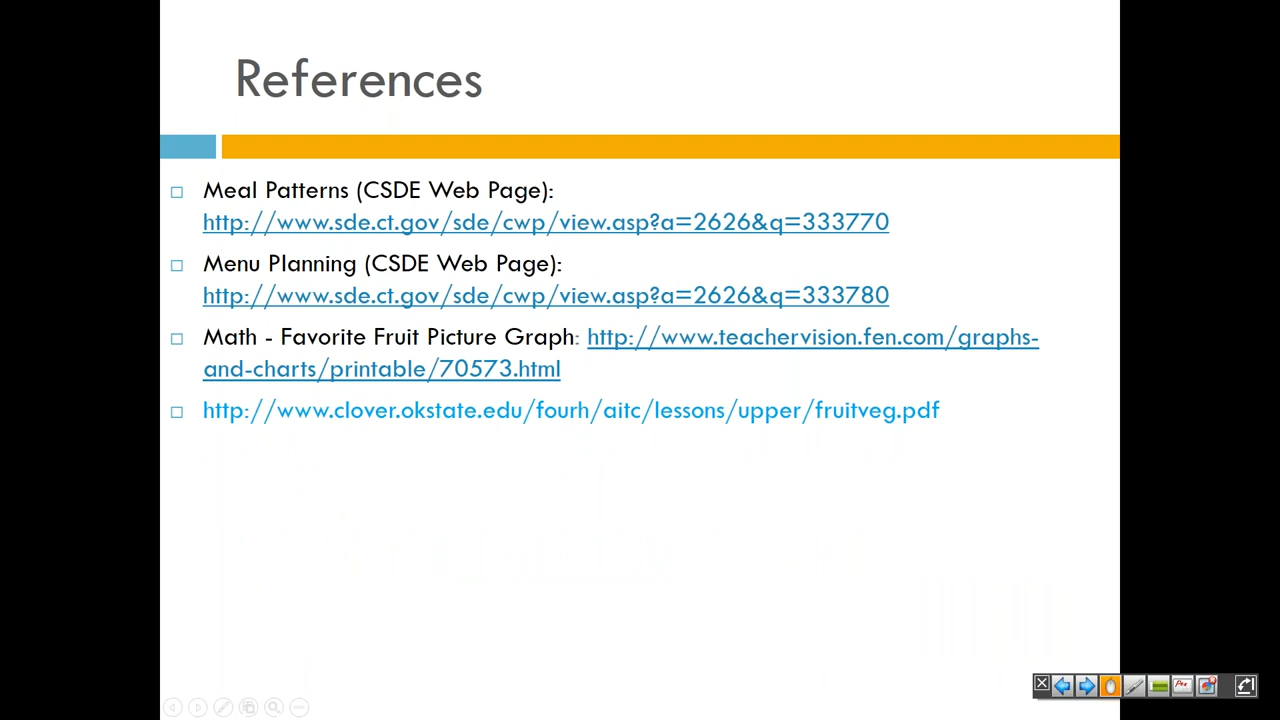 References
Meal Patterns (CSDE Web Page):
http://www.sde.ct.gov/sde/cwp/view.asp?a=2626&q=333770
Menu Planning (CSDE Web Page):
http://www.sde.ct.gov/sde/cwp/view.asp?a=2626&q=333780
Math - Favorite Fruit Picture Graph: http://www.teachervision.fen.com/graphs-
and-charts/printable/70573.html
http://www.clover.okstate.edu/fourh/aitc/lessons/upper/fruitveg.pdf